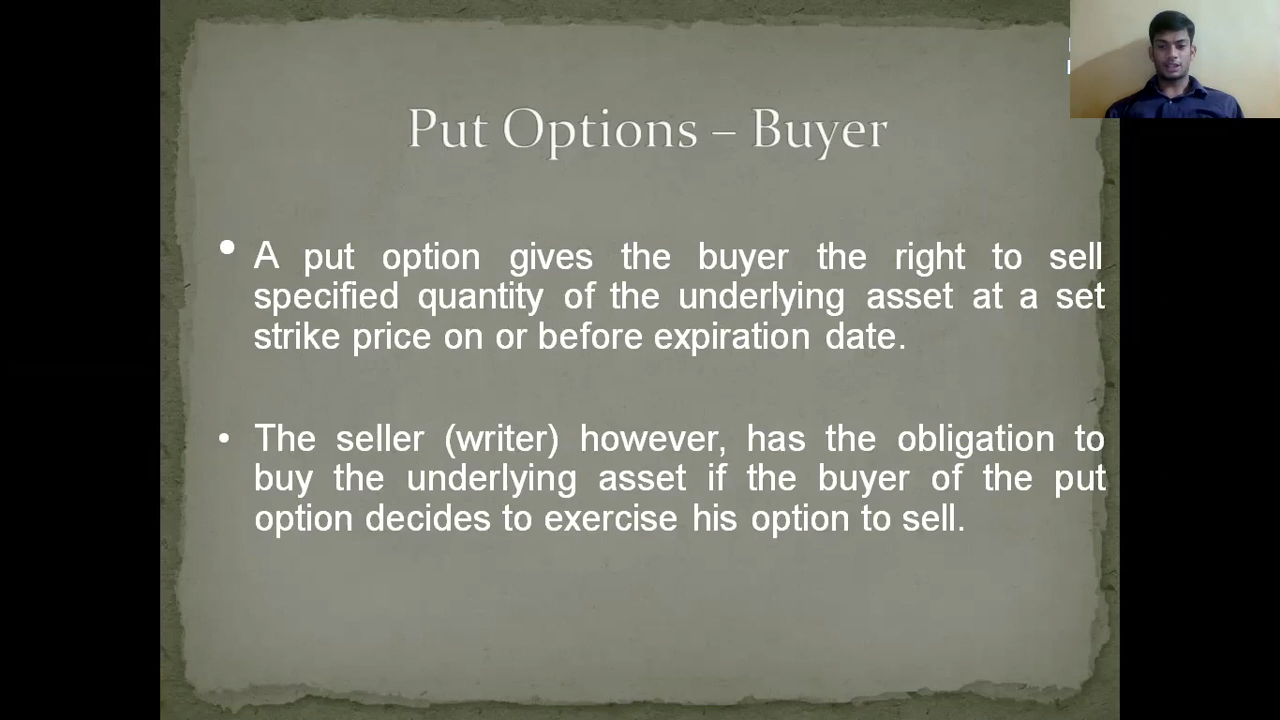 Put Options – Buyer
• A put option gives the buyer the right to sell
specified quantity of the underlying asset at a set
strike price on or before expiration date.
• The seller (writer) however, has the obligation to
buy the underlying asset if the buyer of the put
option decides to exercise his option to sell.